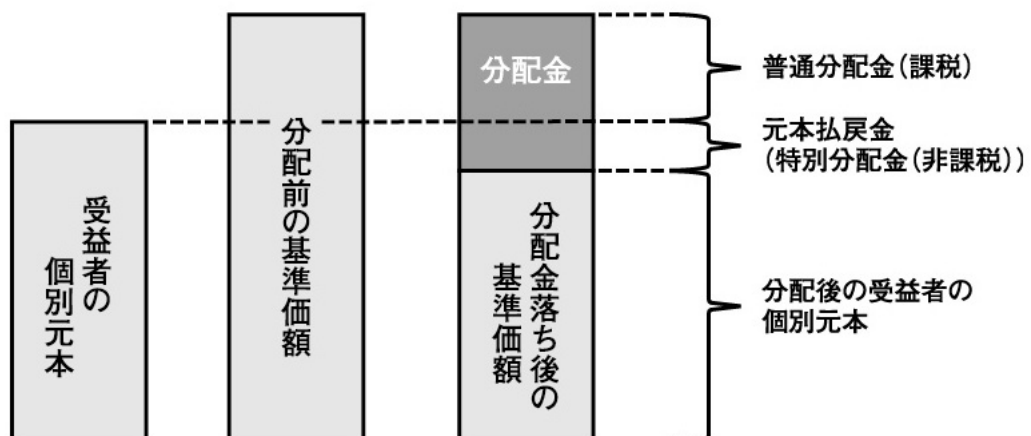 受益者の
個別元本
分配前の基準価額
分配金
分配金落ち後の
基準価額
普通分配金(課税)
元本払戻金
(特別分配金(非課税))
分配後の受益者の
個別元本